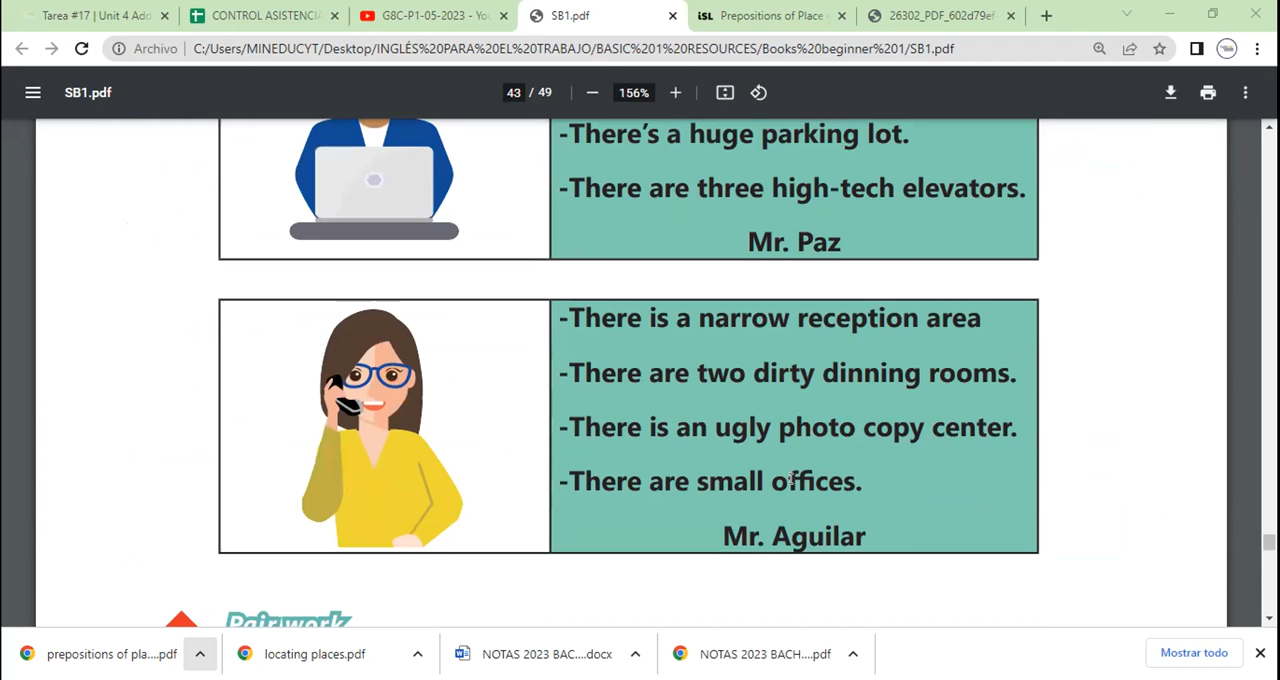 Tarea #17 | Unit 4 Add
CONTROL ASISTENCIA
G8C-P1-05-2023 - You
SB1.pdf
iSL Prepositions of Place
26302_PDF_602d79ef
Archivo C:/Users/MINEDUCYT/Desktop/INGLÉS%20PARA%20EL%20TRABAJO/BASIC%201%20RESOURCES/Books%20beginner%201/SB1.pdf
SB1.pdf
43 / 49
156%
-There's a huge parking lot.
-There are three high-tech elevators.
Mr. Paz
-There is a narrow reception area
-There are two dirty dinning rooms.
-There is an ugly photo copy center.
-There are small offices.
Mr. Aguilar
Pair work
prepositions of pla....pdf
locating places.pdf
NOTAS 2023 BAC....docx
NOTAS 2023 BACH....pdf
Mostrar todo